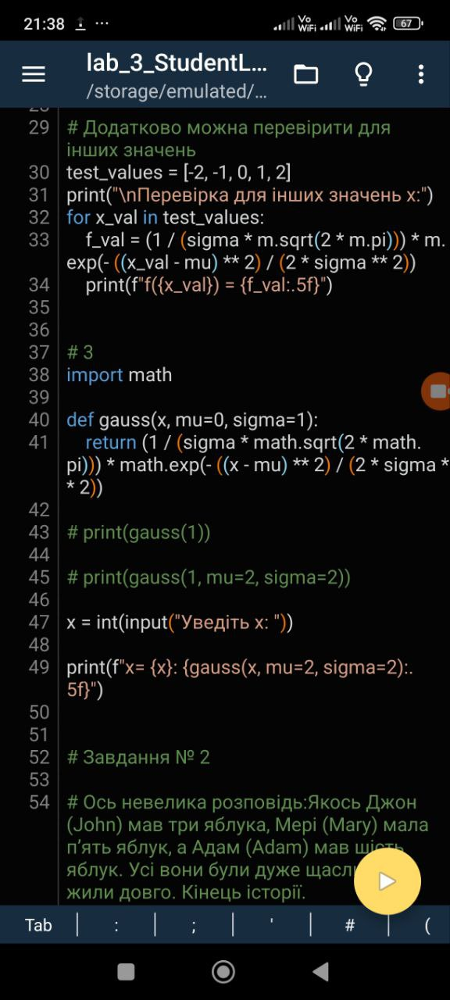 21:38 ...
Vo WiFi Vo WiFi 67
lab_3_StudentL...
/storage/emulated/...
29 # Додатково можна перевірити для
інших значень
30 test_values = [-2, -1, 0, 1, 2]
31 print("\nПеревірка для інших значень x:")
32 for x_val in test_values:
33 f_val = (1 / (sigma * m.sqrt(2 * m.pi))) * m.
exp(- ((x_val - mu) ** 2) / (2 * sigma ** 2))
34 print(f"f({x_val}) = {f_val:.5f}")
35
36
37 # 3
38 import math
39
40 def gauss(x, mu=0, sigma=1):
41 return (1 / (sigma * math.sqrt(2 * math.
pi))) * math.exp(- ((x - mu) ** 2) / (2 * sigma *
* 2))
42
43 # print(gauss(1))
44
45 # print(gauss(1, mu=2, sigma=2))
46
47 x = int(input("Уведіть x: "))
48
49 print(f"x= {x}: {gauss(x, mu=2, sigma=2):.
5f}")
50
51
52 # Завдання № 2
53
54 # Ось невелика розповідь:Якось Джон
(John) мав три яблука, Мері (Mary) мала
п’ять яблук, а Адам (Adam) мав шість
яблук. Усі вони були дуже
жили довго. Кінець історії.
Tab : ; ' # (